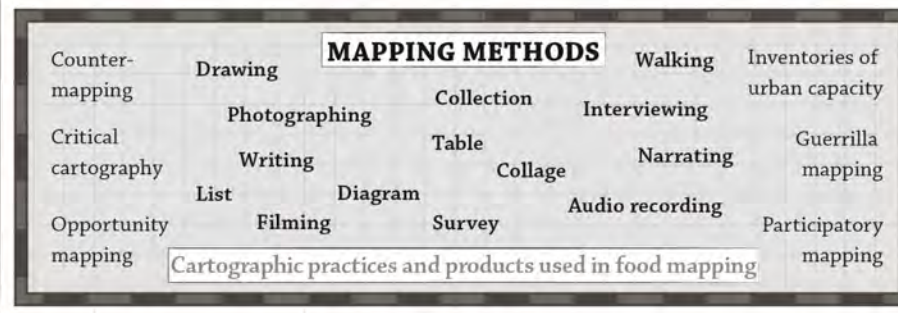 MAPPING METHODS
Counter-
mapping
Critical
cartography
Opportunity
mapping
Drawing
Photographing
Writing
List
Diagram
Filming
Collection
Table
Collage
Survey
Walking
Interviewing
Narrating
Audio recording
Inventories of
urban capacity
Guerrilla
mapping
Participatory
mapping
Cartographic practices and products used in food mapping